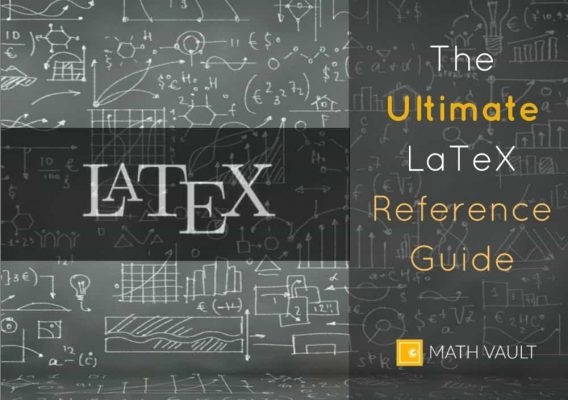 LATEX
The
Ultimate
LaTeX
Reference
Guide
MATH VAULT